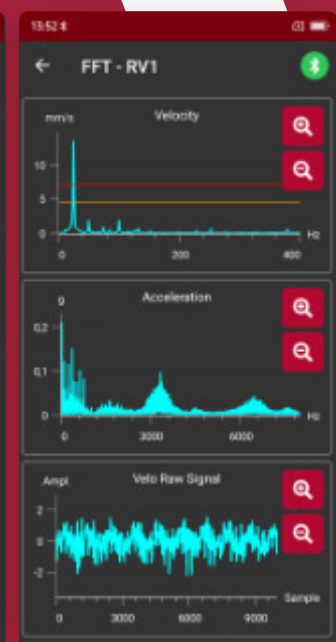 13:52
FFT - RV1
Velocity
mm/s
10
5
0
0 200 400
Hz
Acceleration
g
0,2
0,1
0
0 3000 6000
Hz
Velo Raw Signal
Ampl.
2
0
-2
Sample
0 3000 6000 9000